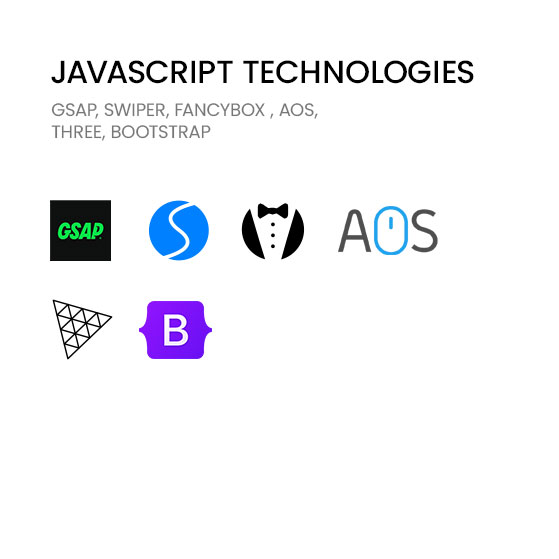 JAVASCRIPT TECHNOLOGIES
GSAP, SWIPER, FANCYBOX , AOS,
THREE, BOOTSTRAP
GSAP
AOS
B